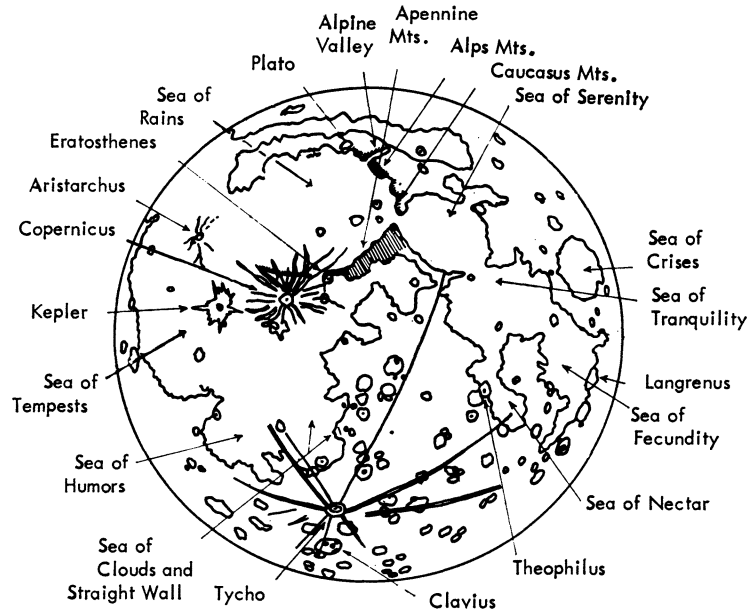 Apennine
Mts.
Alpine
Valley
Alps Mts.
Plato
Caucasus Mts.
Sea of
Rains
Sea of Serenity
Eratosthenes
Aristarchus
Copernicus
Sea of
Crises
Kepler
Sea of
Tranquility
Sea of
Tempests
Langrenus
Sea of
Fecundity
Sea of
Humors
Sea of Nectar
Sea of
Clouds and
Straight Wall
Tycho
Theophilus
Clavius